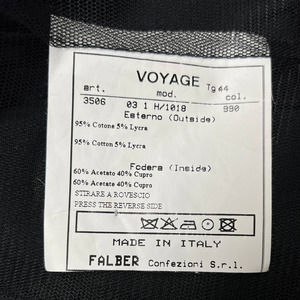 VOYAGE Tg 44
art. mod. col.
3506 03 1 H/1018 990
Esterno (Outside)
95% Cotone 5% Lycra
95% Cotton 5% Lycra
Fodera (Inside)
60% Acetato 40% Cupro
60% Acetate 40% Cupro
STIRARE A ROVESCIO
PRESS THE REVERSE SIDE
MADE IN ITALY
FALBER Confezioni S.r.l.